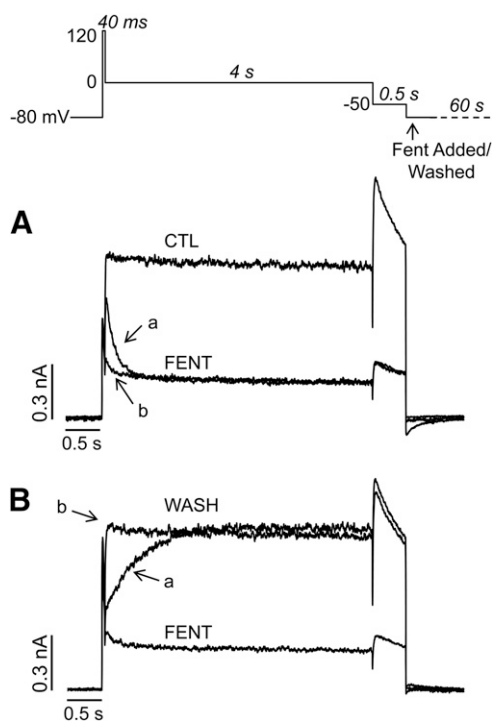 40 ms
120
0
4 s
0.5 s
-50
60 s
-80 mV
Fent Added/
Washed
A
CTL
a
FENT
b
0.3 nA
0.5 s
B
b
WASH
a
FENT
0.3 nA
0.5 s